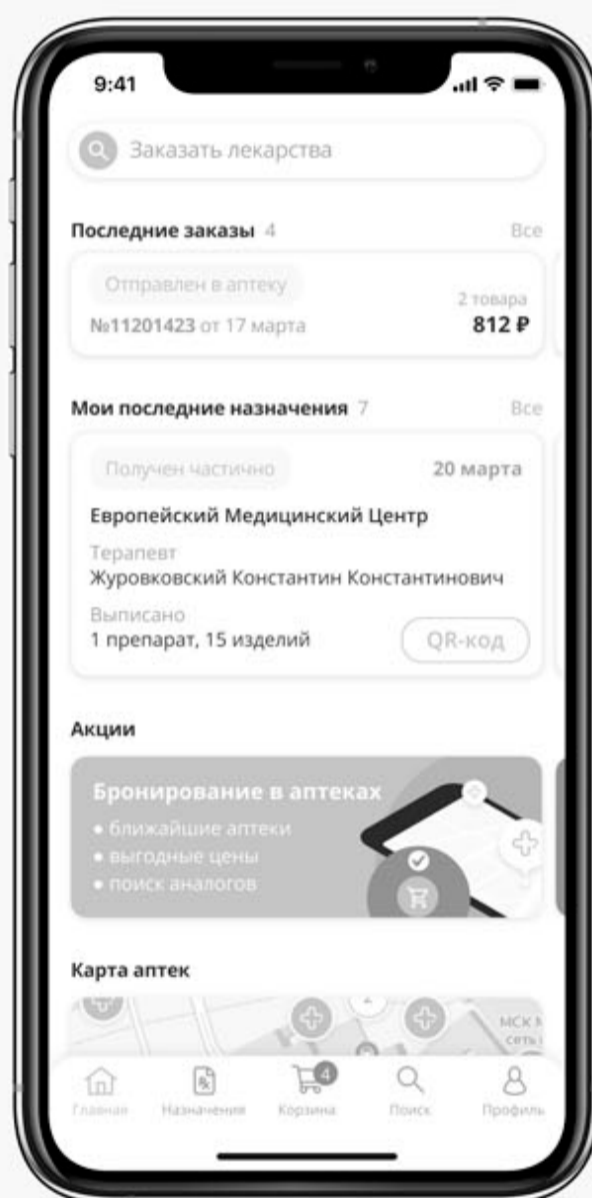 9:41
Заказать лекарства
Последние заказы 4 Все
Отправлен в аптеку
2 товара
№11201423 от 17 марта 812 ₽
Мои последние назначения 7 Все
Получен частично 20 марта
Европейский Медицинский Центр
Терапевт
Журовковский Константин Константинович
Выписано
1 препарат, 15 изделий QR-код
Акции
Бронирование в аптеках
• ближайшие аптеки
• выгодные цены
• поиск аналогов
Карта аптек
2
МСК
сеть
4
Главная Назначения Корзина Поиск Профиль